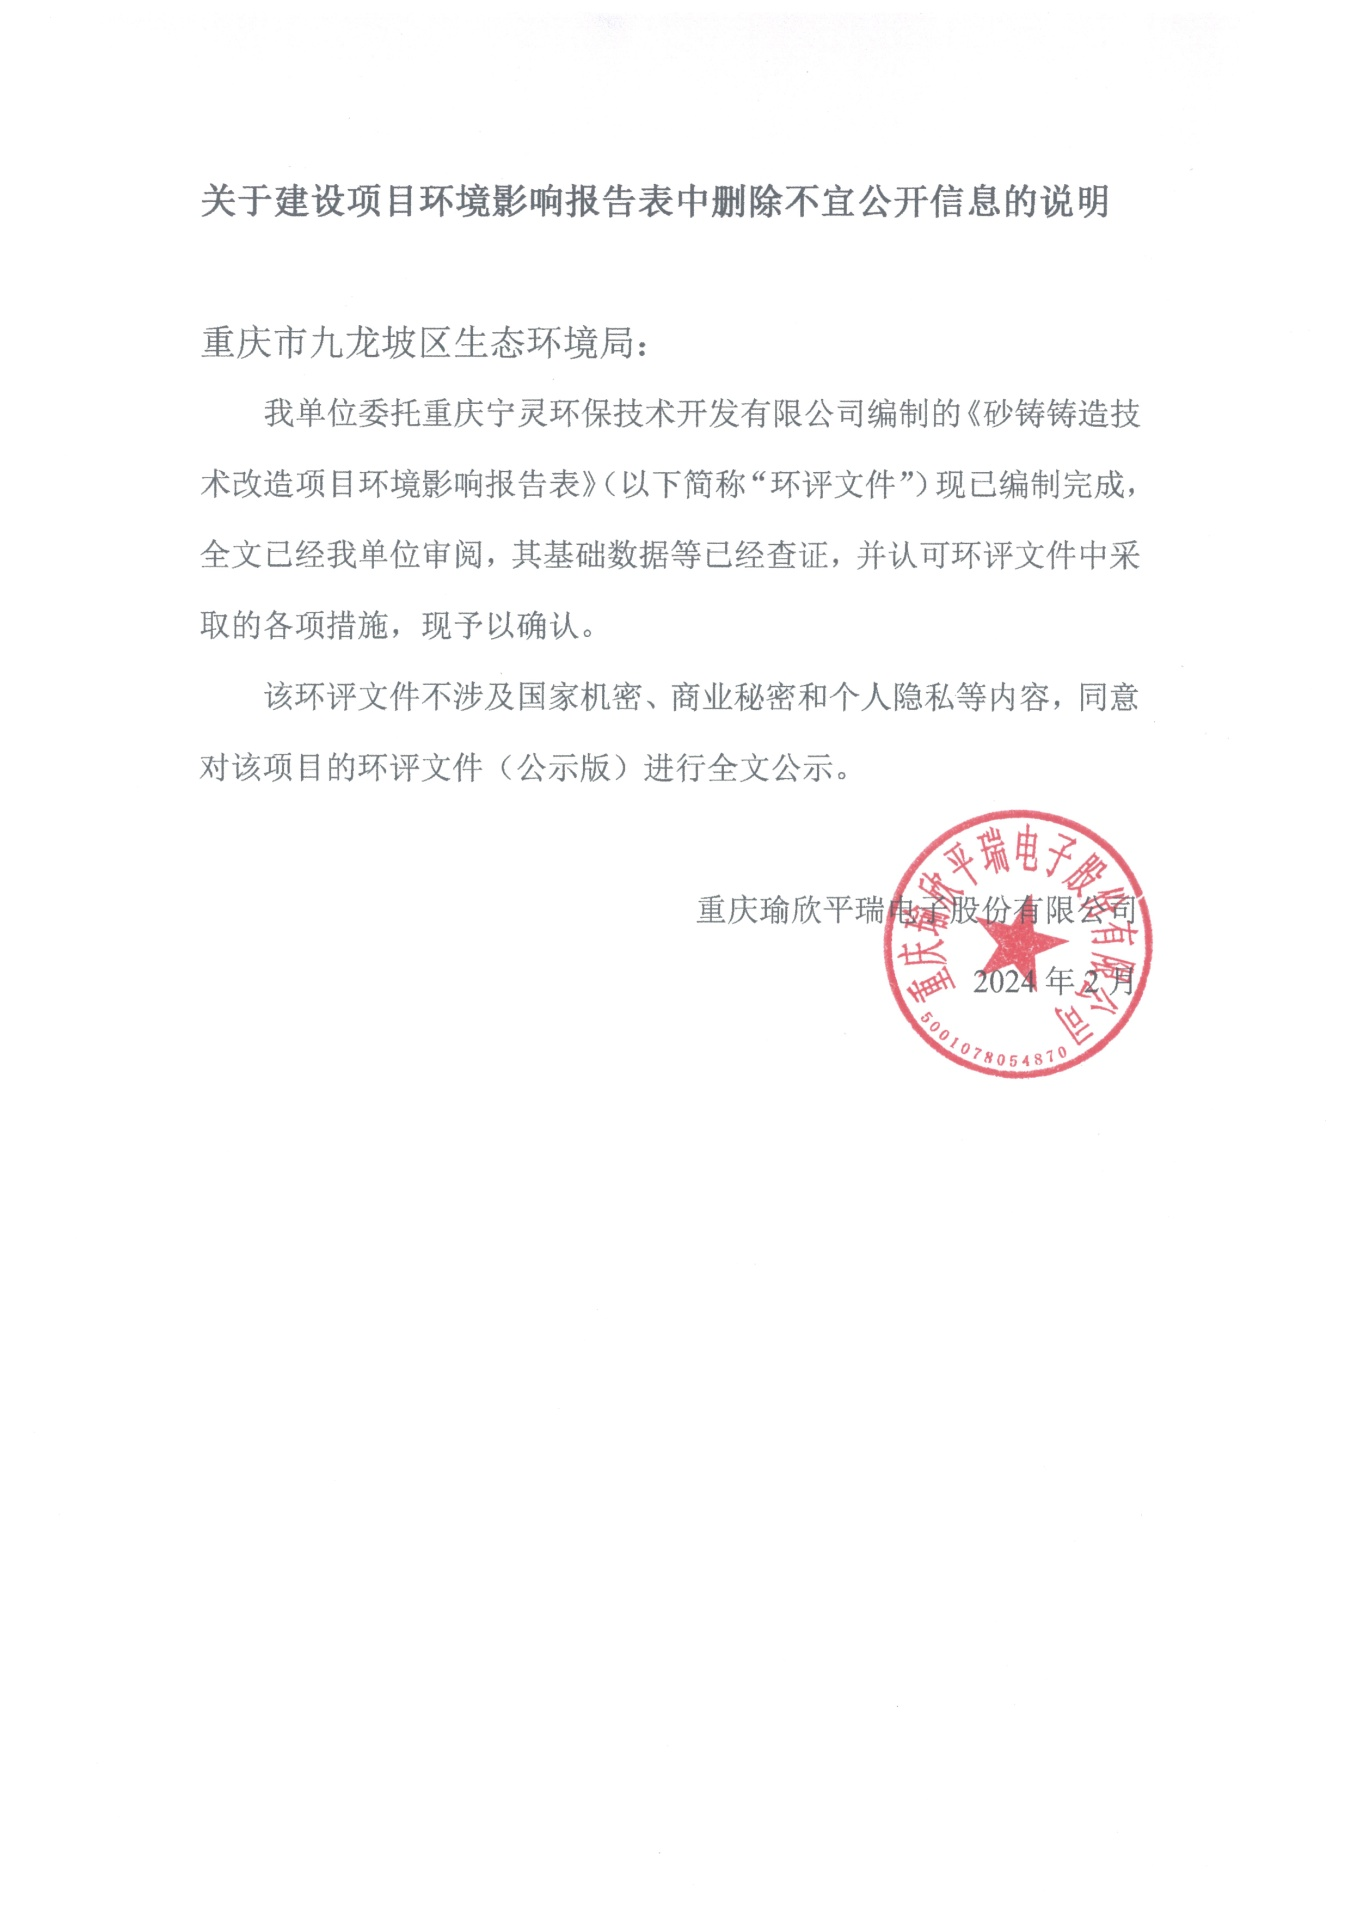 关于建设项目环境影响报告表中删除不宜公开信息的说明
重庆市九龙坡区生态环境局：
我单位委托重庆宁灵环保技术开发有限公司编制的《砂铸铸造技
术改造项目环境影响报告表》（以下简称“环评文件”）现已编制完成，
全文已经我单位审阅，其基础数据等已经查证，并认可环评文件中采
取的各项措施，现予以确认。
该环评文件不涉及国家机密、商业秘密和个人隐私等内容，同意
对该项目的环评文件（公示版）进行全文公示。
重庆瑜欣平瑞电子股份有限公司
2024 年 2 月
重庆瑜欣平瑞电子股份有限公司
5001078054870